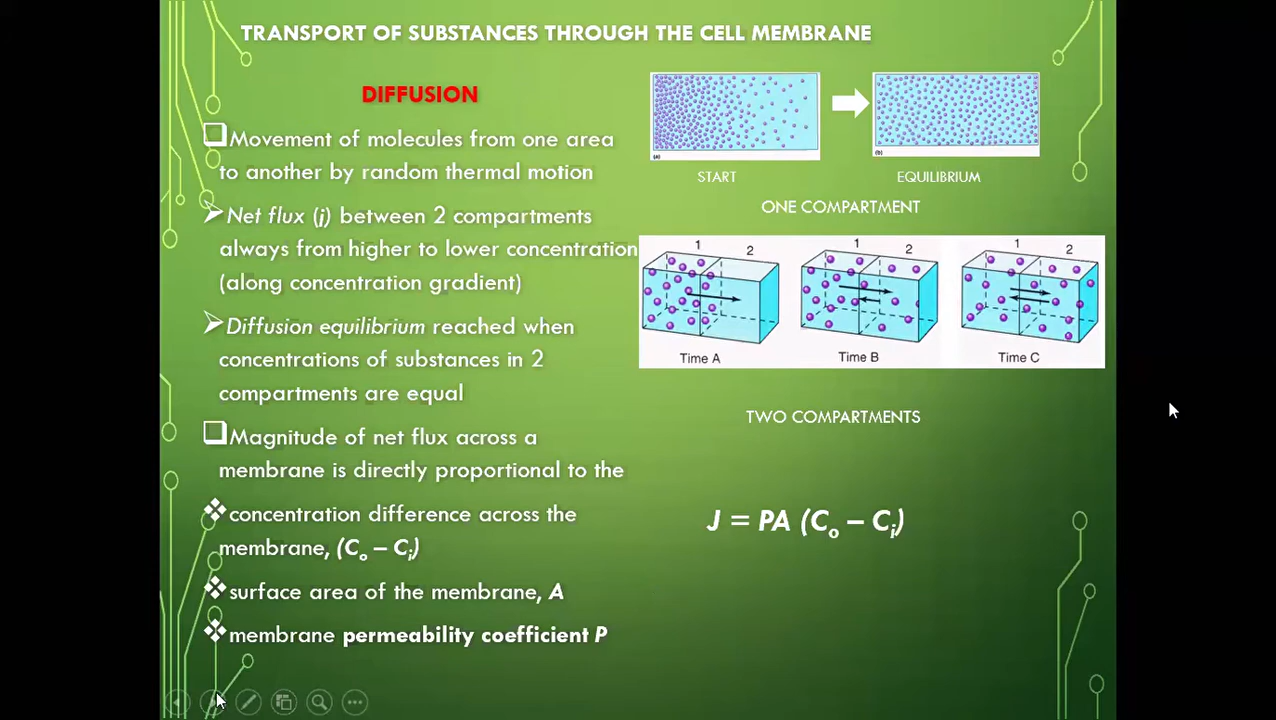 TRANSPORT OF SUBSTANCES THROUGH THE CELL MEMBRANE
DIFFUSION
Movement of molecules from one area
to another by random thermal motion
Net flux (j) between 2 compartments
always from higher to lower concentration
(along concentration gradient)
Diffusion equilibrium reached when
concentrations of substances in 2
compartments are equal
Magnitude of net flux across a
membrane is directly proportional to the
concentration difference across the
membrane, (Co – Ci)
surface area of the membrane, A
membrane permeability coefficient P
(a)
(b)
START
EQUILIBRIUM
ONE COMPARTMENT
1 2 1 2 1 2
Time A
Time B
Time C
TWO COMPARTMENTS
J = PA (Co – Ci)